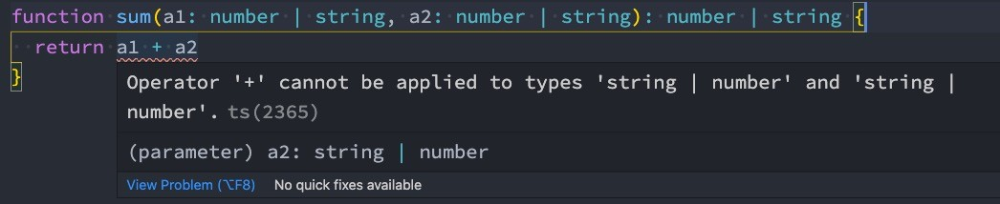 function sum(a1: number | string, a2: number | string): number | string {
  return a1 + a2
}
Operator '+' cannot be applied to types 'string | number' and 'string |
number'. ts(2365)
(parameter) a2: string | number
View Problem (⌥F8) No quick fixes available